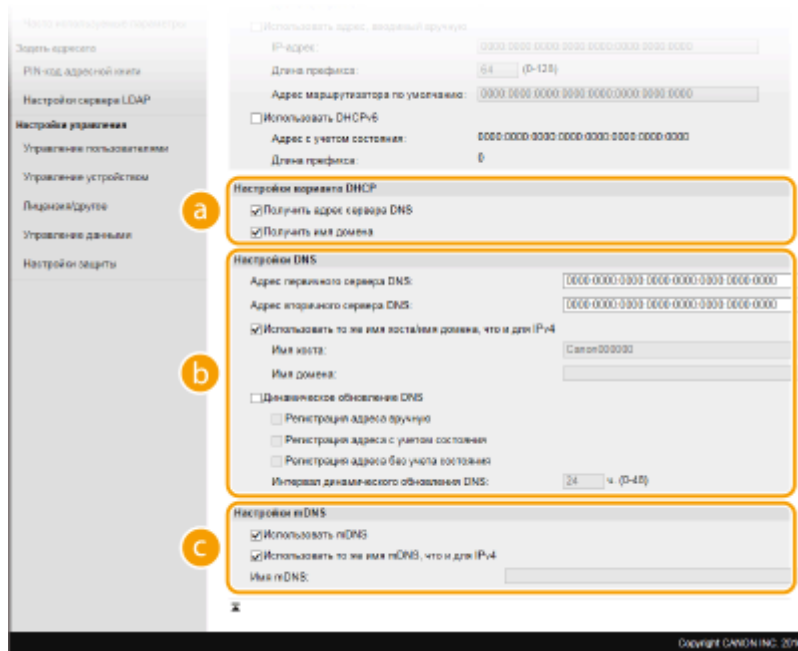 Часто используемые параметры
Задать адресата
PIN-код адресной книги
Настройки сервера LDAP
Настройки управления
Управление пользователями
Управление устройством
Лицензия/другое
Управление данными
Настройки защиты
Использовать адрес, введенный вручную
IP-адрес: 0000:0000:0000:0000:0000:0000:0000:0000
Длина префикса: 64 (0-128)
Адрес маршрутизатора по умолчанию: 0000:0000:0000:0000:0000:0000:0000:0000
Использовать DHCPv6
Адрес с учетом состояния: 0000:0000:0000:0000:0000:0000:0000:0000
Длина префикса: 0
a
Настройки варианта DHCP
Получить адрес сервера DNS
Получить имя домена
b
Настройки DNS
Адрес первичного сервера DNS: 0000:0000:0000:0000:0000:0000:0000:0000
Адрес вторичного сервера DNS: 0000:0000:0000:0000:0000:0000:0000:0000
Использовать то же имя хоста/имя домена, что и для IPv4
Имя хоста: Canon000000
Имя домена:
Динамическое обновление DNS
Регистрация адреса вручную
Регистрация адреса с учетом состояния
Регистрация адреса без учета состояния
Интервал динамического обновления DNS: 24 ч. (0-48)
c
Настройки mDNS
Использовать mDNS
Использовать то же имя mDNS, что и для IPv4
Имя mDNS:
Copyright CANON INC. 201